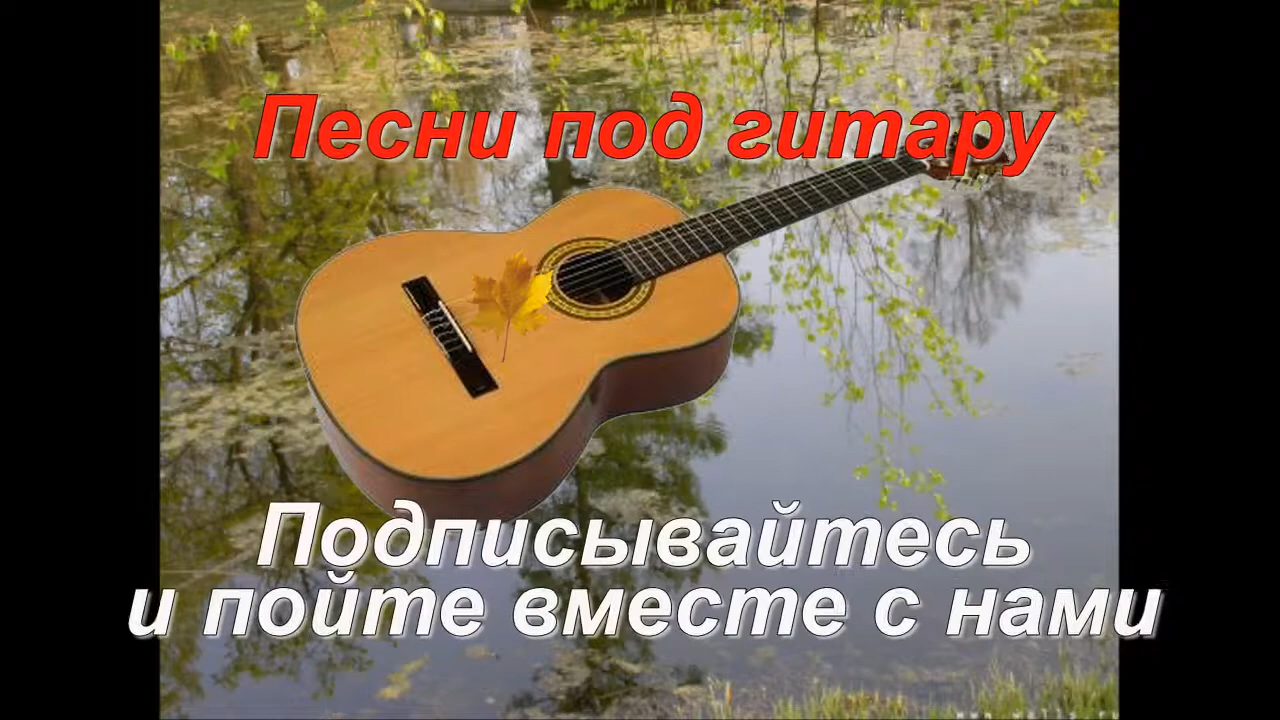 Песни под гитару
Подписывайтесь
и пойте вместе с нами